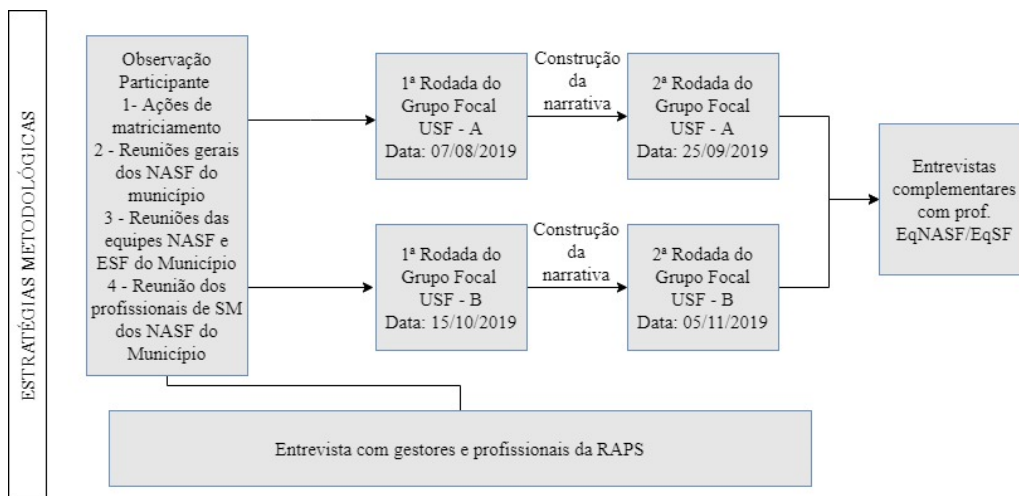 ESTRATÉGIAS METODOLÓGICAS
Observação
Participante
1- Ações de
matriciamento
2 - Reuniões gerais
dos NASF do
município
3 - Reuniões das
equipes NASF e
ESF do Município
4 - Reunião dos
profissionais de SM
dos NASF do
Município
1ª Rodada do
Grupo Focal
USF - A
Data: 07/08/2019
Construção
da
narrativa
2ª Rodada do
Grupo Focal
USF - A
Data: 25/09/2019
1ª Rodada do
Grupo Focal
USF - B
Data: 15/10/2019
Construção
da
narrativa
2ª Rodada do
Grupo Focal
USF - B
Data: 05/11/2019
Entrevistas
complementares
com prof.
EqNASF/EqSF
Entrevista com gestores e profissionais da RAPS